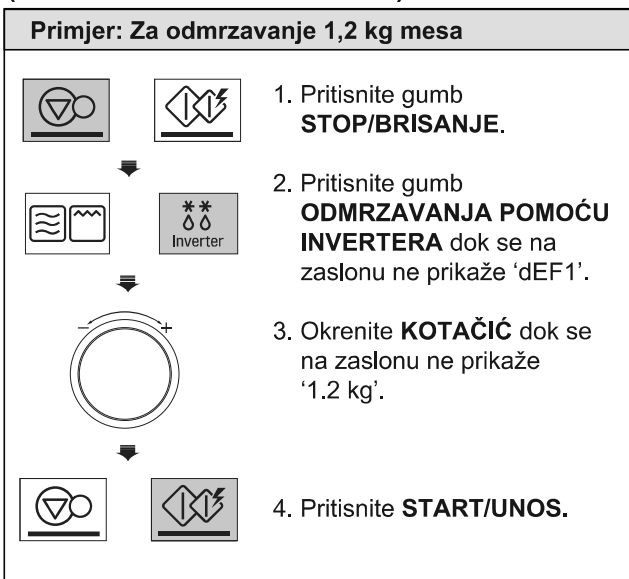 Primjer: Za odmrzavanje 1,2 kg mesa
1. Pritisnite gumb
STOP/BRISANJE.
2. Pritisnite gumb
ODMRZAVANJA POMOĆU
INVERTERA dok se na
zaslonu ne prikaže ‘dEF1’.
Inverter
3. Okrenite KOTAČIĆ dok se
na zaslonu ne prikaže
‘1.2 kg’.
− +
4. Pritisnite START/UNOS.